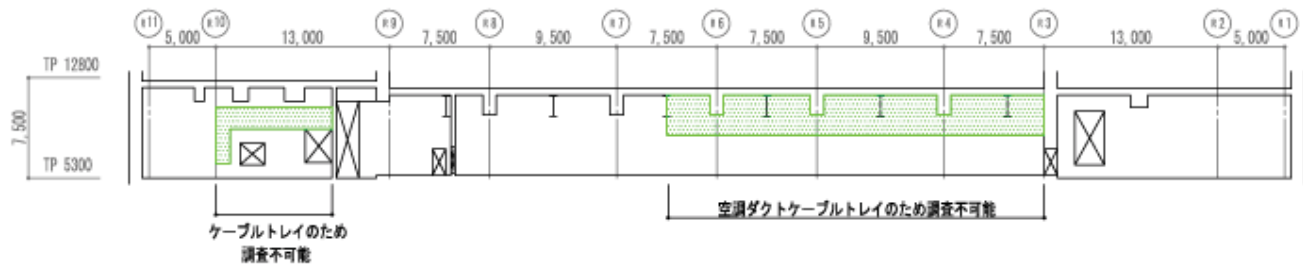 R11 R10 R9 R8 R7 R6 R5 R4 R3 R2 R1
5,000 13,000 7,500 9,500 7,500 7,500 9,500 7,500 13,000 5,000
TP 12800
7,500
TP 5300
空調ダクトケーブルトレイのため調査不可能
ケーブルトレイのため
調査不可能